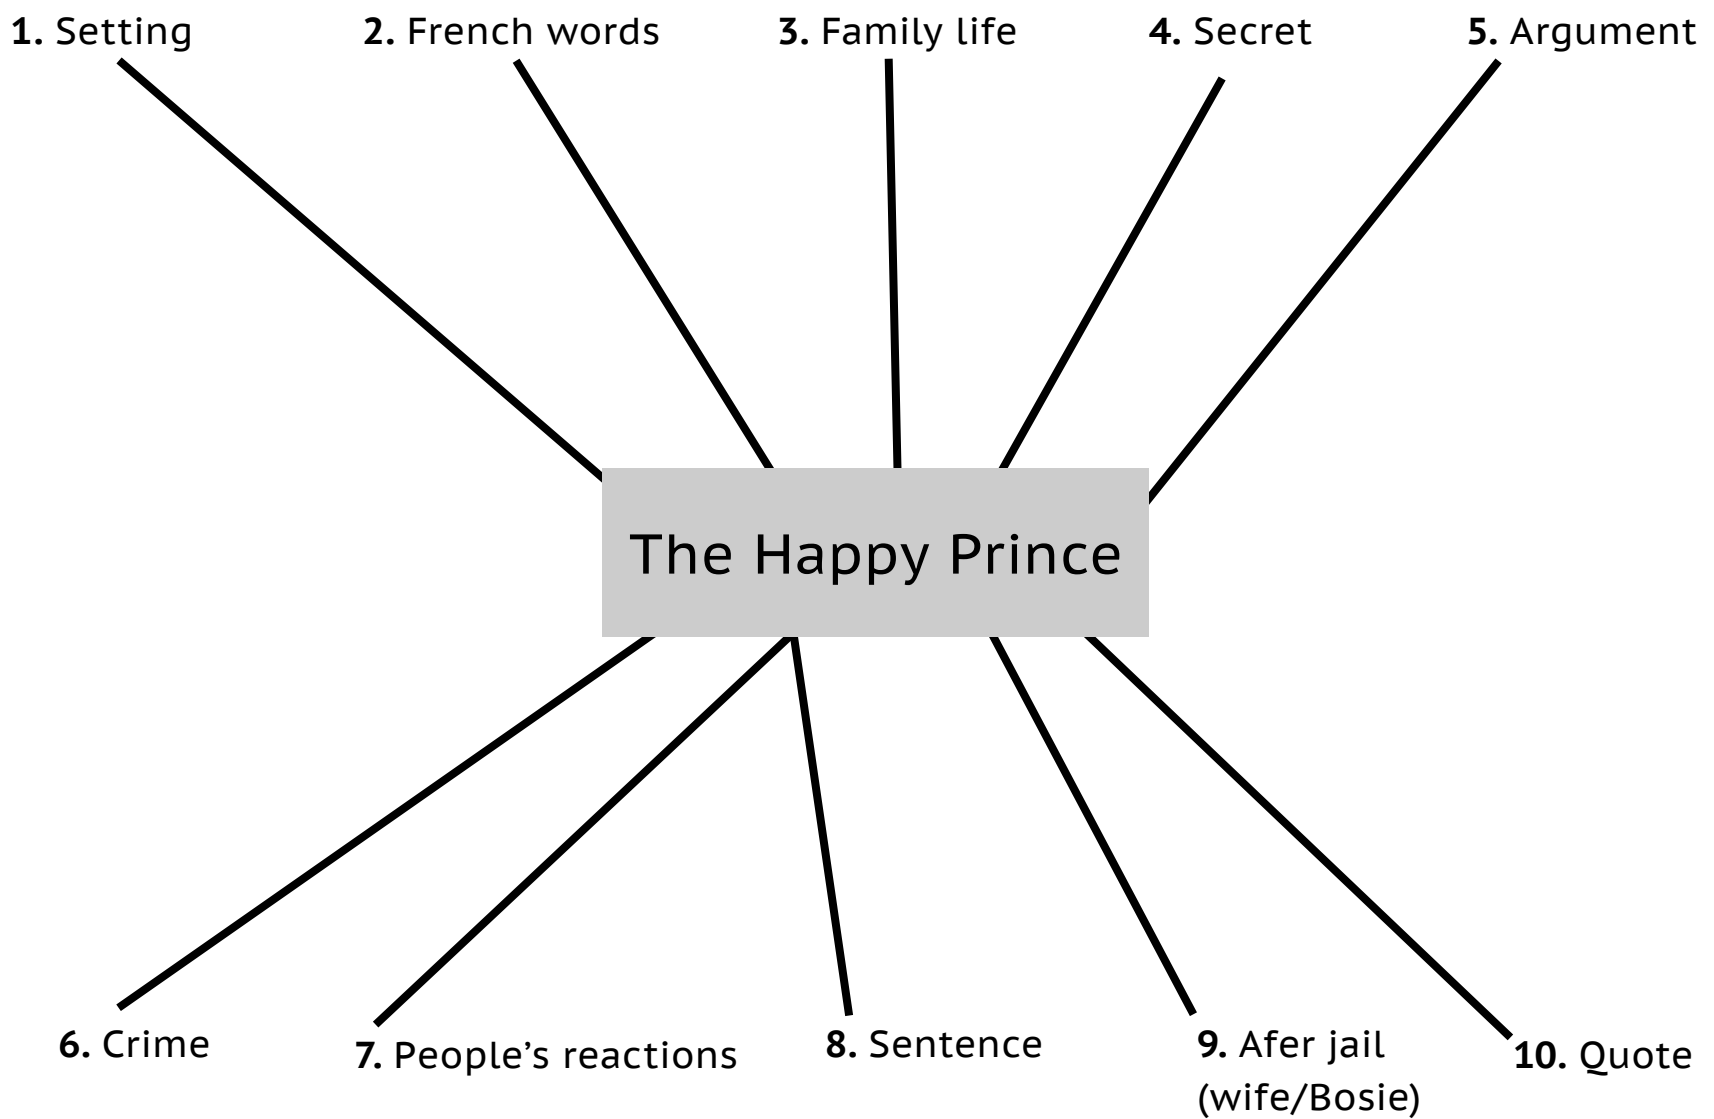 1. Setting
2. French words
3. Family life
4. Secret
5. Argument
The Happy Prince
6. Crime
7. People’s reactions
8. Sentence
9. Afer jail
(wife/Bosie)
10. Quote